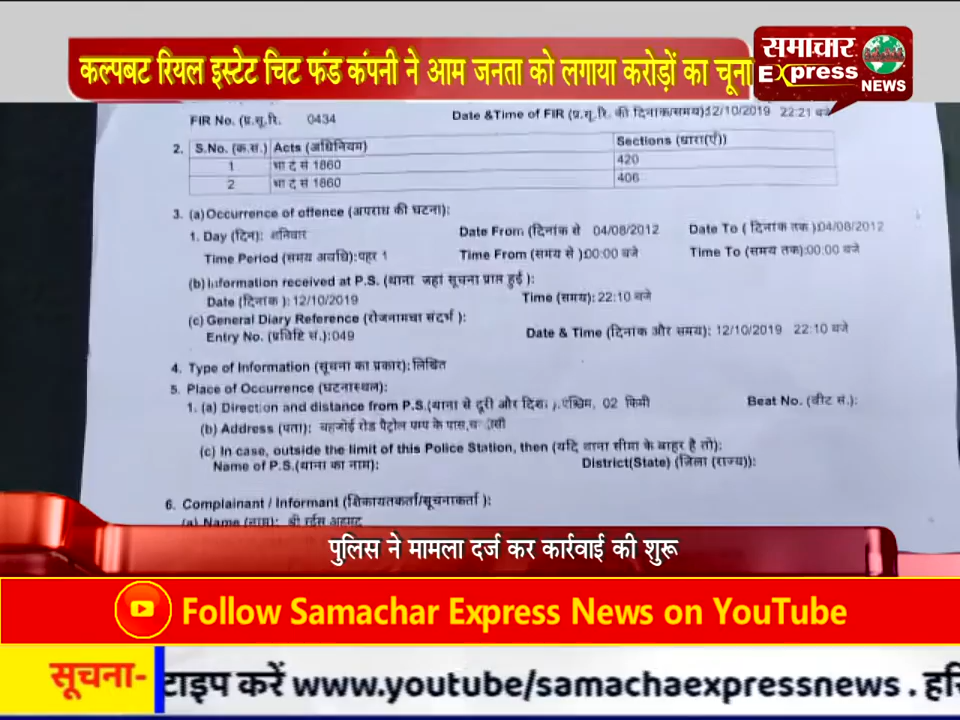 कल्पबट रियल इस्टेट चिट फंड कंपनी ने आम जनता को लगाया करोड़ों का चूना
समाचार
Express
NEWS
FIR No. (प्र.सू.रि. 0434 Date &Time of FIR (प्र.सू.रि. की दिनांक/समय):12/10/2019 22:21 बजे
2. S.No. (क.स.) Acts (अधिनियम) Sections (धारा(एँ))
1 भा दं सं 1860 420
2 भा दं सं 1860 406
3. (a)Occurrence of offence (अपराध की घटना):
1. Day (दिन): शनिवार Date From (दिनांक से 04/08/2012 Date To ( दिनांक तक ):04/08/2012
Time Period (समय अवधि):पहर 1 Time From (समय से ):00:00 बजे Time To (समय तक):00:00 बजे
(b)Information received at P.S. (थाना जहां सूचना प्राप्त हुई ):
Date (दिनांक ): 12/10/2019 Time (समय): 22:10 बजे
(c) General Diary Reference (रोजनामचा संदर्भ ):
Entry No. (प्रविष्टि सं.):049 Date & Time (दिनांक और समय): 12/10/2019 22:10 बजे
4. Type of Information (सूचना का प्रकार): लिखित
5. Place of Occurrence (घटनास्थल):
1. (a) Direction and distance from P.S.(थाना से दूरी और दिशा ): पश्चिम, 02 किमी Beat No. (बीट सं.):
(b) Address (पता): बहजोई रोड पैट्रोल पम्प के पास,
(c) In case, outside the limit of this Police Station, then (यदि थाना सीमा के बाहर है तो):
Name of P.S.(थाना का नाम): District(State) (जिला (राज्य)):
6. Complainant / Informant (शिकायतकर्ता/सूचनाकर्ता ):
(a) Name (नाम): श्री रईस अहमद
पुलिस ने मामला दर्ज कर कार्रवाई की शुरू
Follow Samachar Express News on YouTube
सूचना- टाइप करें www.youtube/samachaexpressnews . हरि